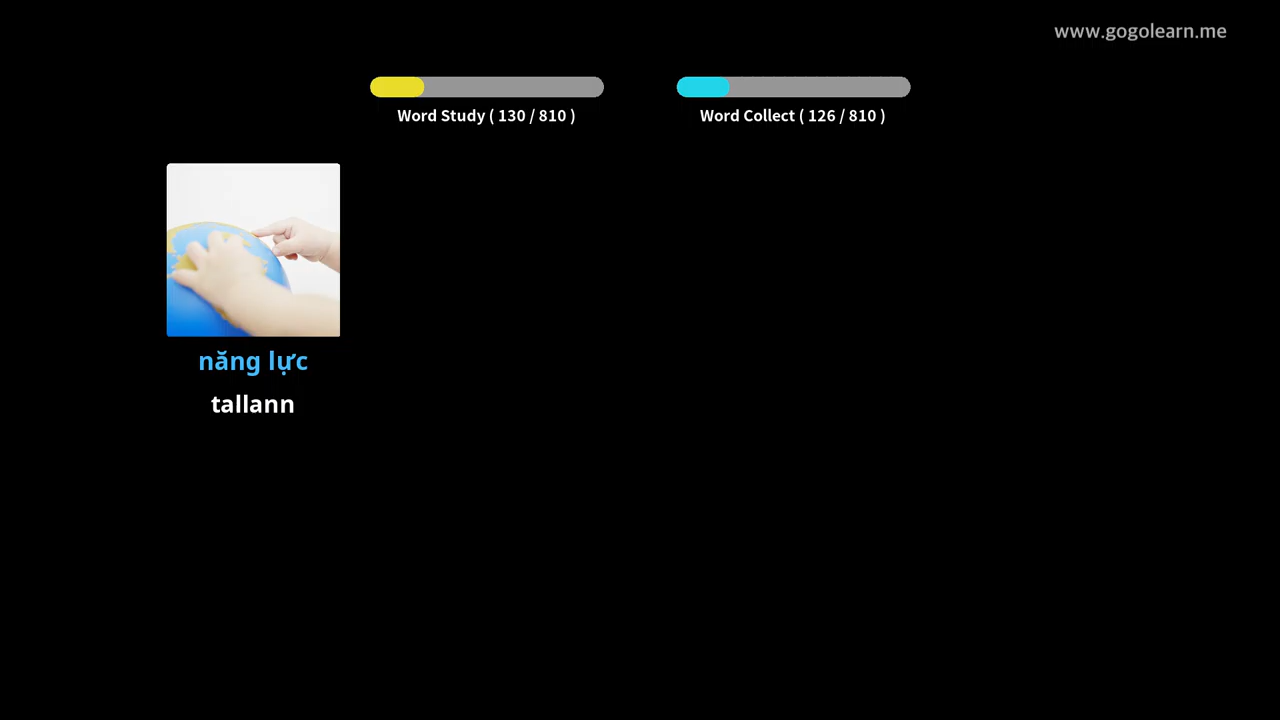 www.gogolearn.me
Word Study ( 130 / 810 )
Word Collect ( 126 / 810 )
năng lực
tallann